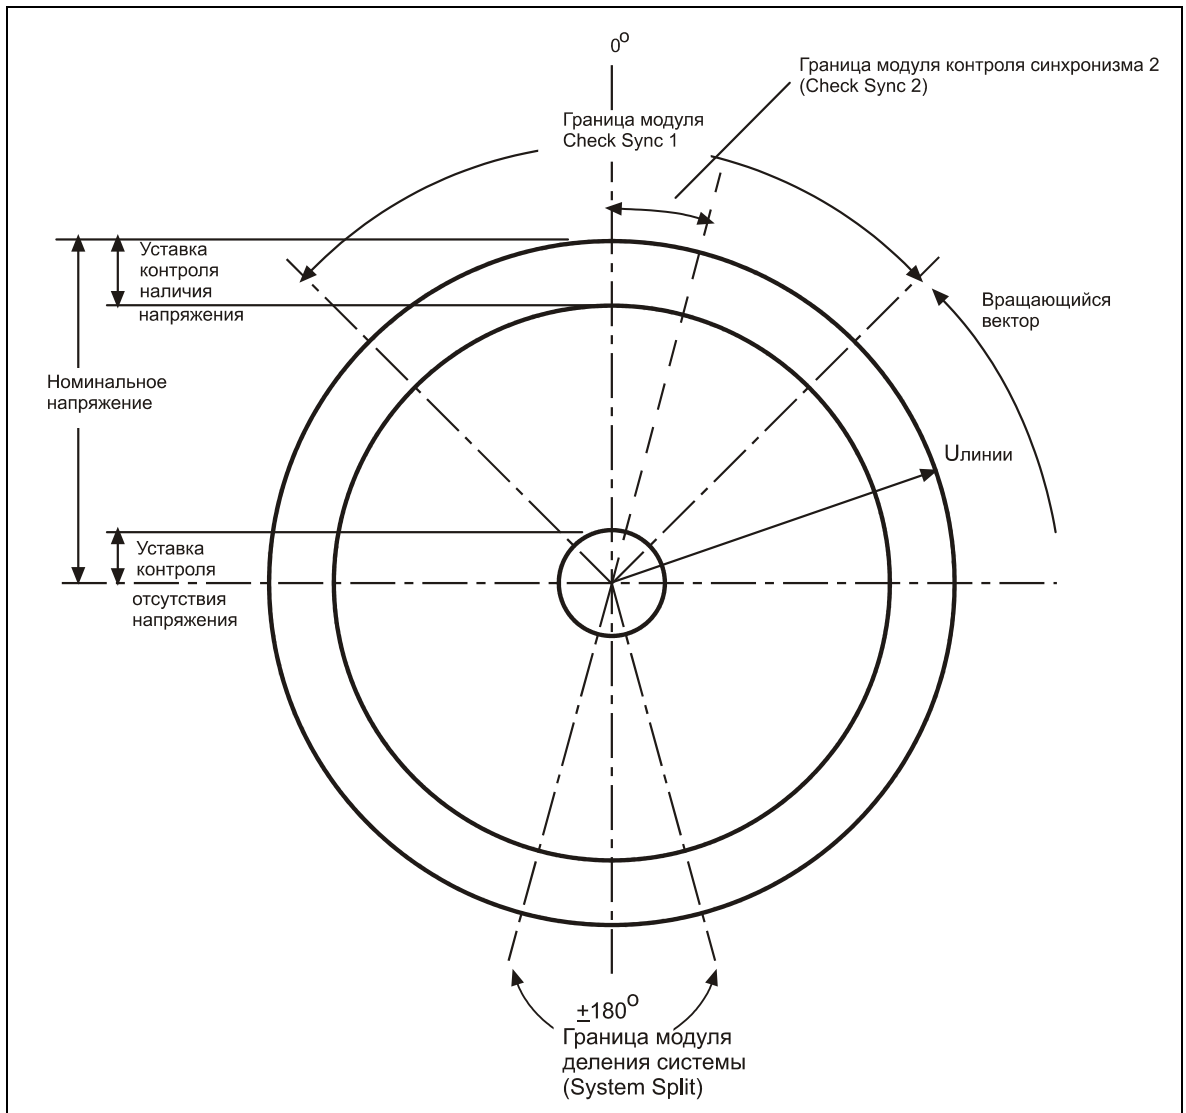 0°
Граница модуля контроля синхронизма 2
(Check Sync 2)
Граница модуля
Check Sync 1
Уставка
контроля
наличия
напряжения
Вращающийся
вектор
Номинальное
напряжение
Uлинии
Уставка
контроля
отсутствия
напряжения
±180°
Граница модуля
деления системы
(System Split)